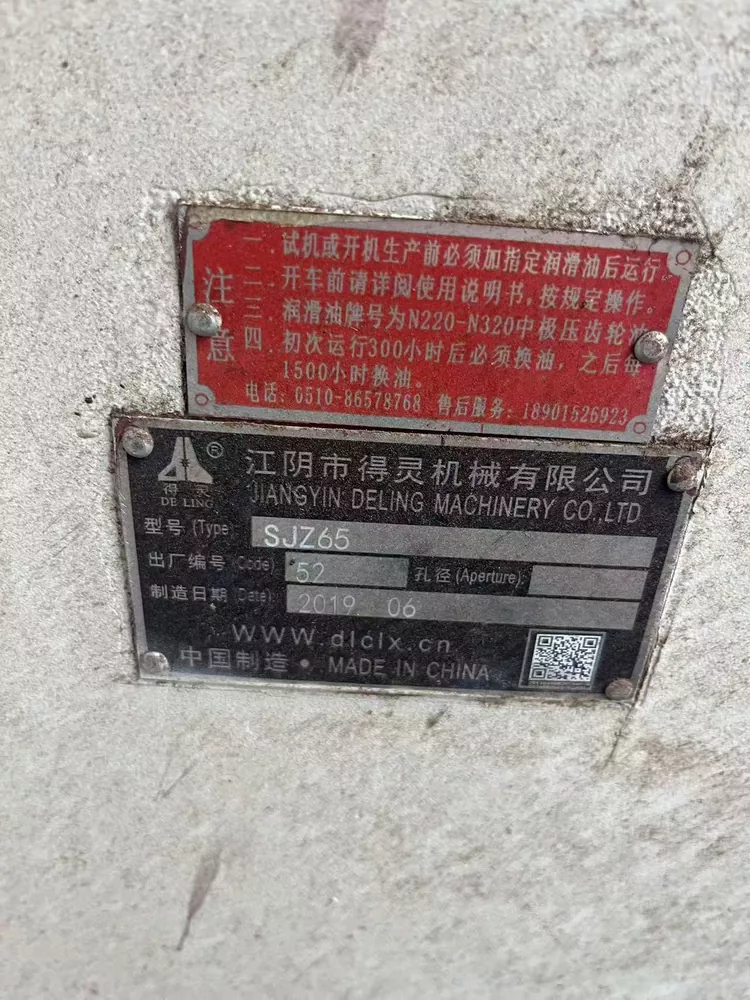 注意
一.试机或开机生产前必须加指定润滑油后运行。
二.开车前请详阅使用说明书,按规定操作。
三.润滑油牌号为N220-N320中极压齿轮油
四.初次运行300小时后必须换油,之后每
1500小时换油。
电话:0510-86578768 售后服务:18901526923
得灵 ®
DE LING
江阴市得灵机械有限公司
JIANGYIN DELING MACHINERY CO.,LTD
型号(Type) SJZ65
出厂编号(Code) 52 孔径(Aperture):
制造日期(Date): 2019 06
WWW.dlclx.cn
中国制造·MADE IN CHINA